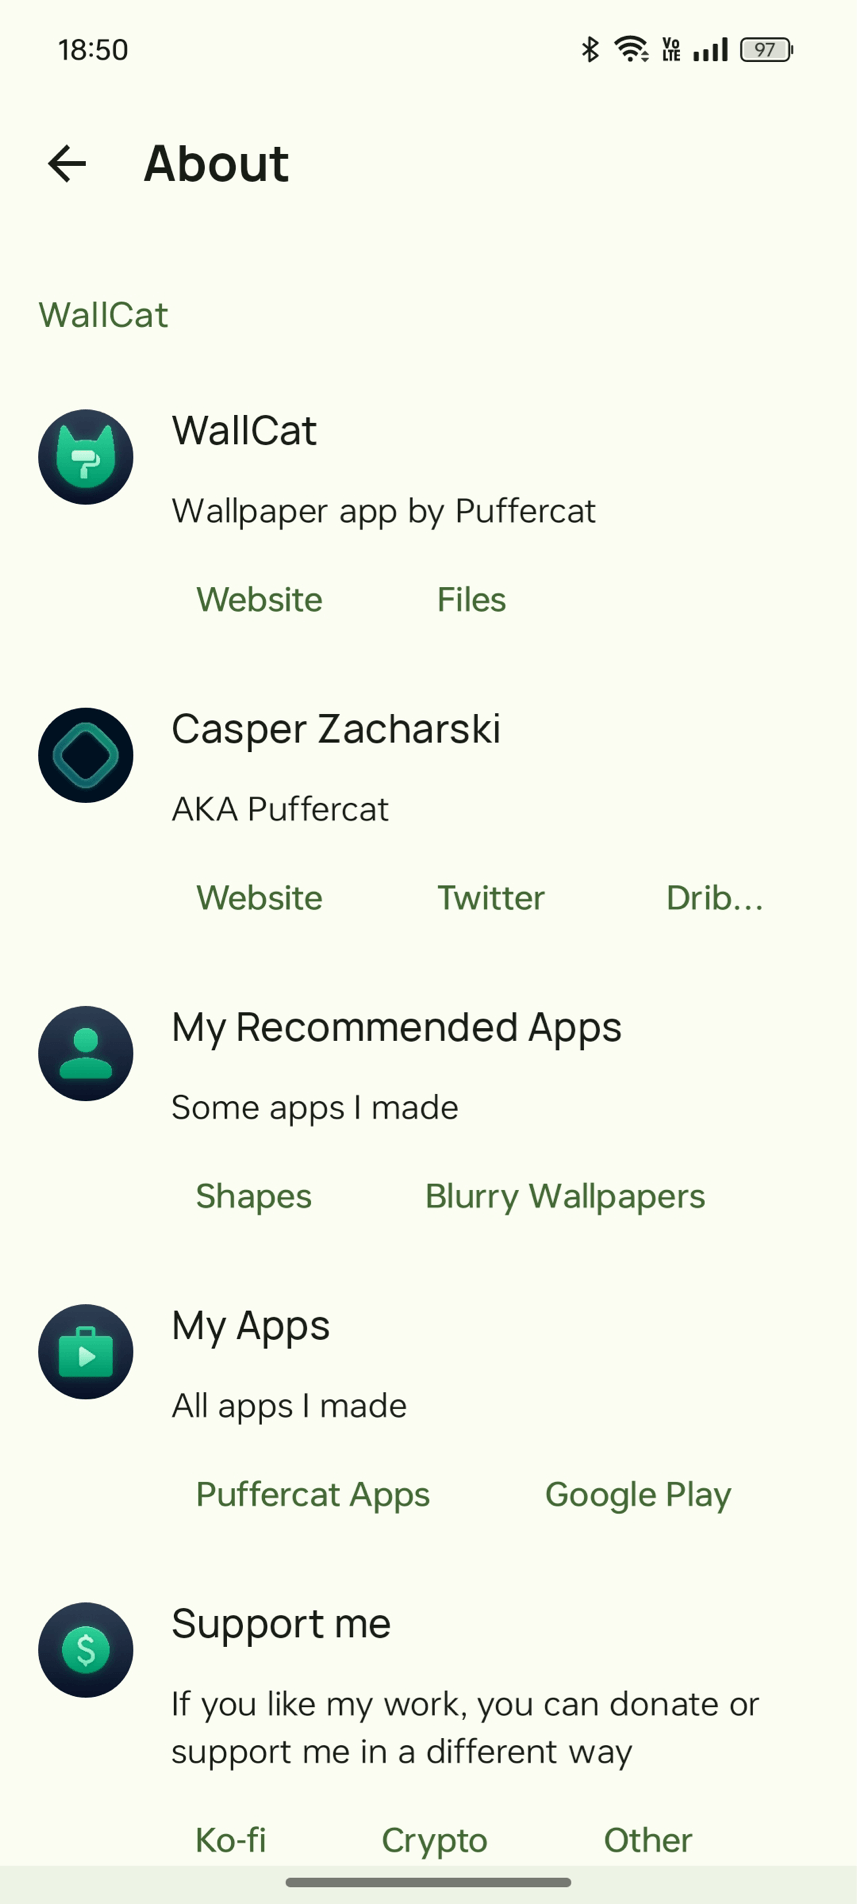 18:50
Vo LTE 97
About
WallCat
WallCat
Wallpaper app by Puffercat
Website Files
Casper Zacharski
AKA Puffercat
Website Twitter Drib...
My Recommended Apps
Some apps I made
Shapes Blurry Wallpapers
My Apps
All apps I made
Puffercat Apps Google Play
$
Support me
If you like my work, you can donate or
support me in a different way
Ko-fi Crypto Other